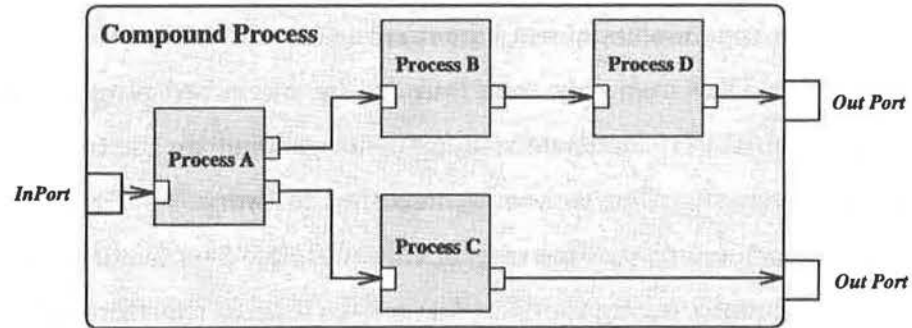 Compound Process
Process B
Process D
Out Port
Process A
InPort
Process C
Out Port